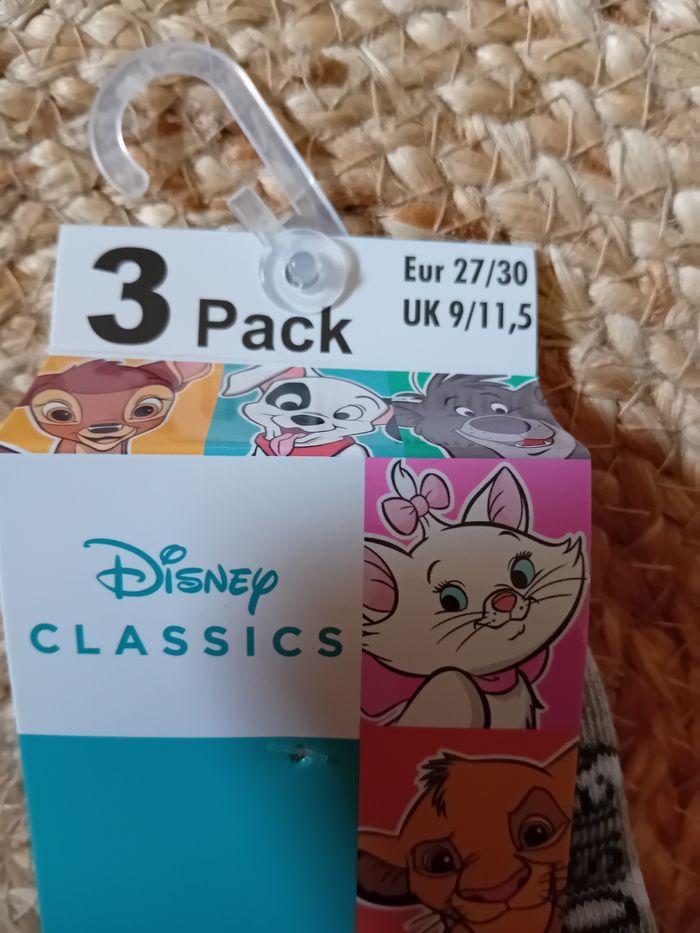 3 Pack
Eur 27/30
UK 9/11,5
Disney
CLASSICS